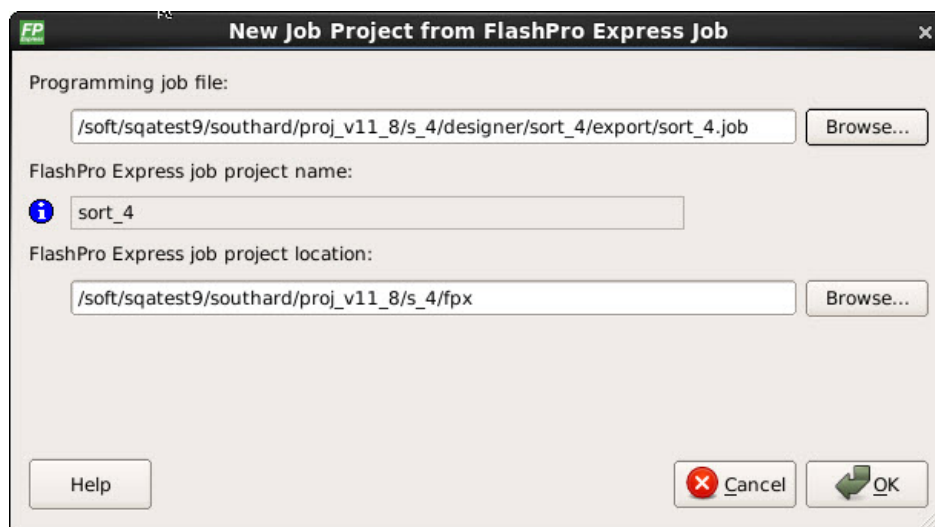 FP Express New Job Project from FlashPro Express Job
Programming job file:
/soft/sqatest9/southard/proj_v11_8/s_4/designer/sort_4/export/sort_4.job Browse...
FlashPro Express job project name:
sort_4
FlashPro Express job project location:
/soft/sqatest9/southard/proj_v11_8/s_4/fpx Browse...
Help Cancel OK